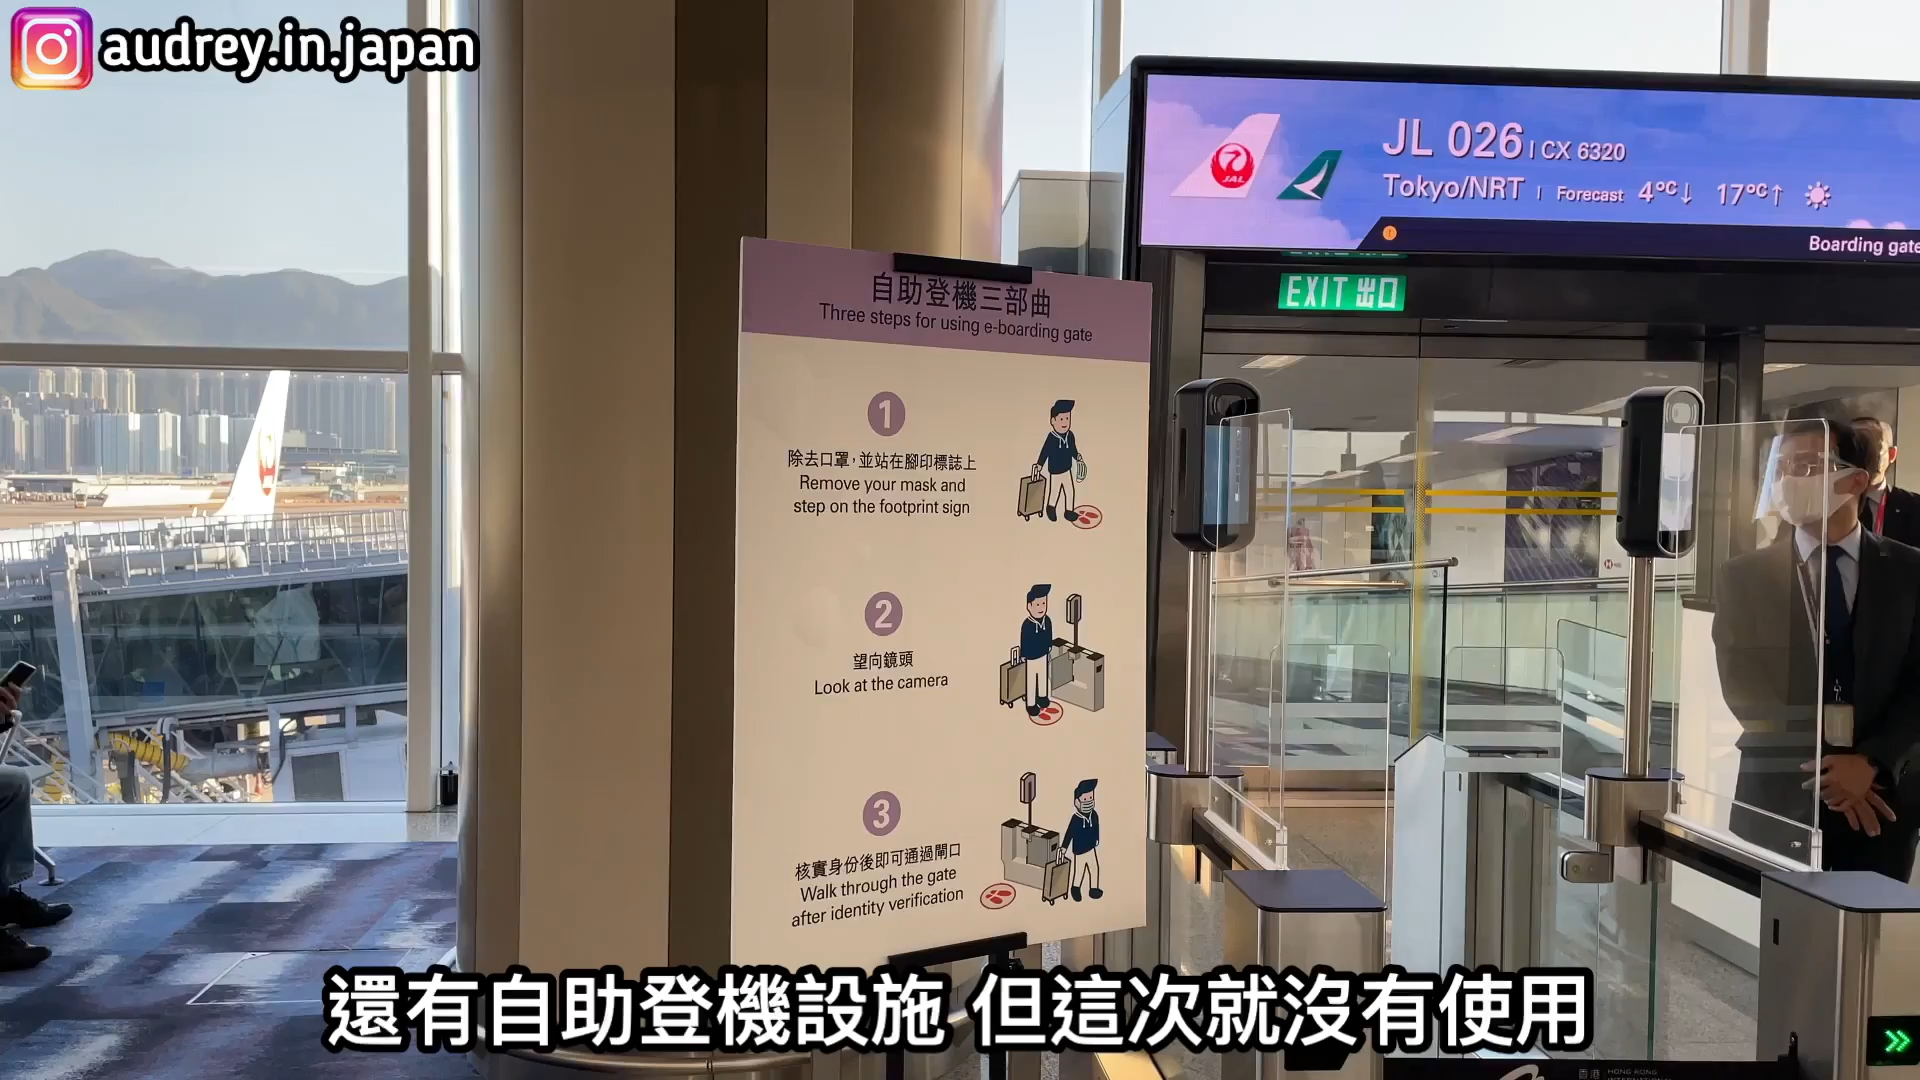 audrey.in.japan
JL 026 | CX 6320
Tokyo/NRT | Forecast 4°C↓ 17°C↑
JAL
Boarding gate
EXIT 出口
自助登機三部曲
Three steps for using e-boarding gate
1
除去口罩，並站在腳印標誌上
Remove your mask and
step on the footprint sign
2
望向鏡頭
Look at the camera
3
核實身份後即可通過閘口
Walk through the gate
after identity verification
還有自助登機設施 但這次就沒有使用
香港 HONG KONG